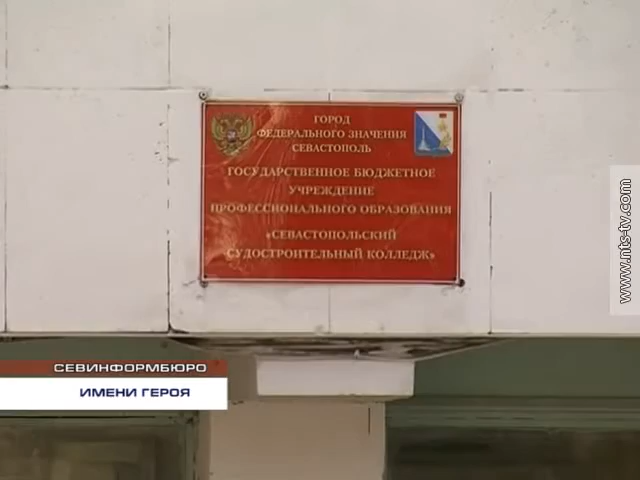 ГОРОД
ФЕДЕРАЛЬНОГО ЗНАЧЕНИЯ
СЕВАСТОПОЛЬ
ГОСУДАРСТВЕННОЕ БЮДЖЕТНОЕ
УЧРЕЖДЕНИЕ
ПРОФЕССИОНАЛЬНОГО ОБРАЗОВАНИЯ
«СЕВАСТОПОЛЬСКИЙ
СУДОСТРОИТЕЛЬНЫЙ КОЛЛЕДЖ»
www.nts-tv.com
СЕВИНФОРМБЮРО
ИМЕНИ ГЕРОЯ